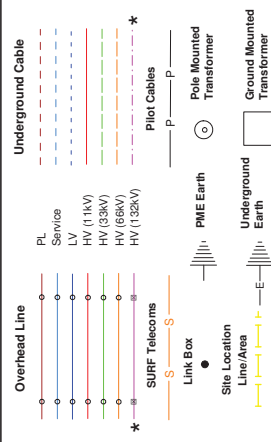 Overhead Line
Underground Cable
PL
Service
LV
HV (11kV)
HV (33kV)
HV (66kV)
* HV (132kV) *
SURF Telecoms
Pilot Cables
S S
P P
Link Box
PME Earth
Pole Mounted
Transformer
Site Location
Line/Area
Underground
Earth
E
Ground Mounted
Transformer